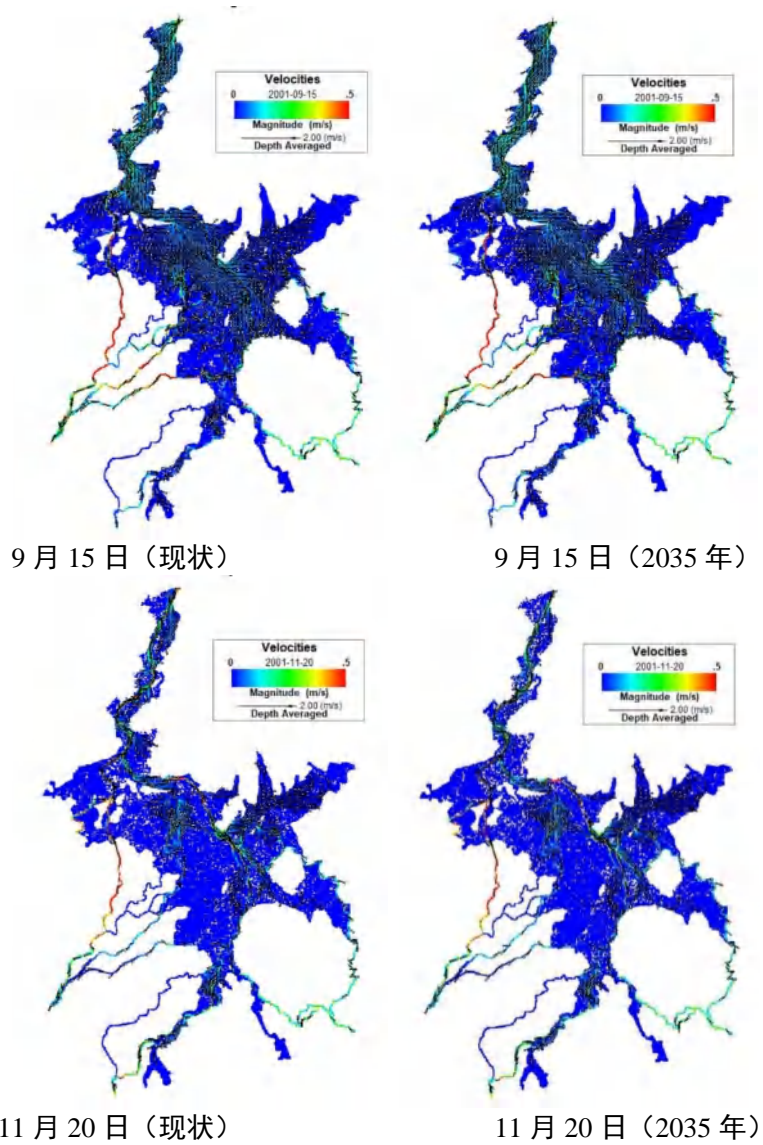 Velocities
0 2001-09-15 .5
Magnitude (m/s)
2.00 (m/s)
Depth Averaged
Velocities
0 2001-09-15 .5
Magnitude (m/s)
2.00 (m/s)
Depth Averaged
9 月 15 日（现状）
9 月 15 日（2035 年）
Velocities
0 2001-11-20 .5
Magnitude (m/s)
2.00 (m/s)
Depth Averaged
Velocities
0 2001-11-20 .5
Magnitude (m/s)
2.00 (m/s)
Depth Averaged
11 月 20 日（现状）
11 月 20 日（2035 年）